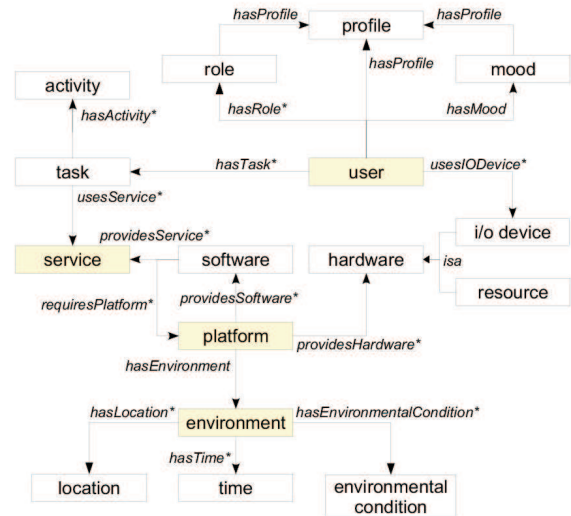 hasProfile
hasProfile
profile
role
hasProfile
mood
activity
hasActivity*
hasRole*
hasMood
task
hasTask*
user
usesIODevice*
usesService*
providesService*
i/o device
service
software
hardware
isa
requiresPlatform*
providesSoftware*
resource
platform
providesHardware*
hasEnvironment
hasLocation*
environment
hasEnvironmentalCondition*
hasTime*
location
time
environmental
condition